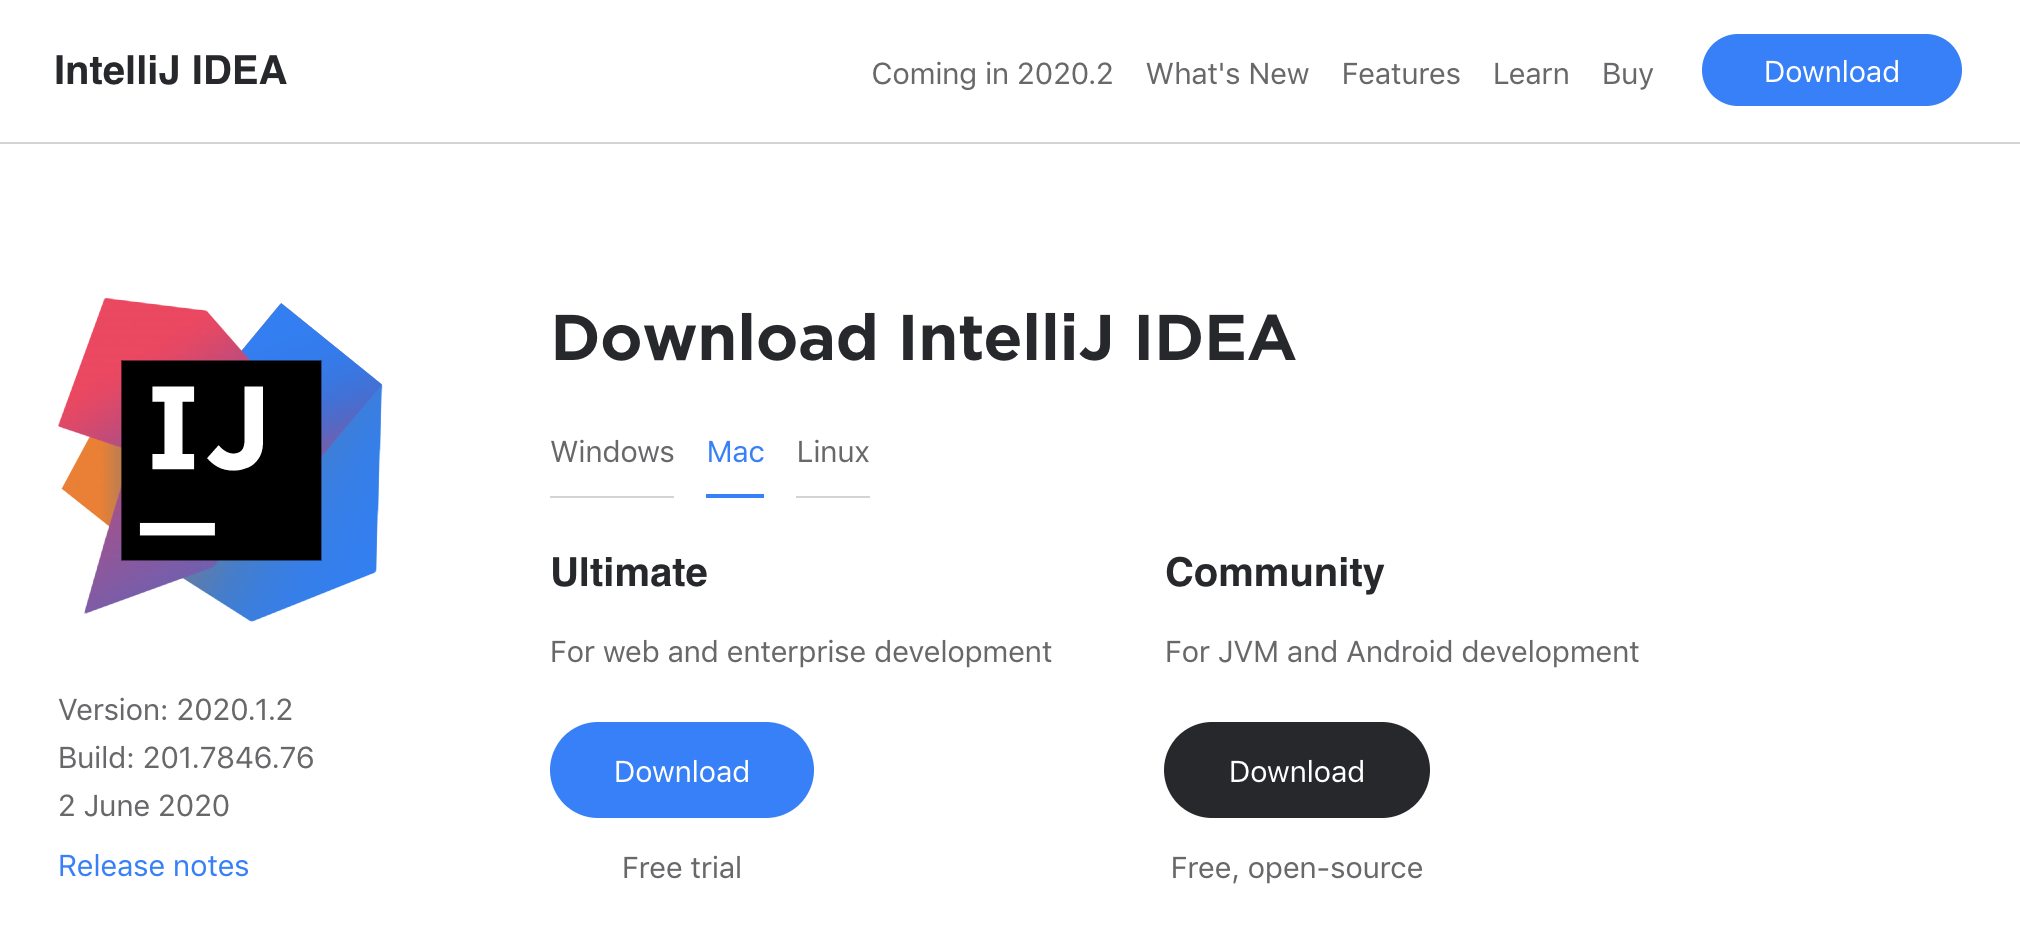 IntelliJ IDEA
Coming in 2020.2 What's New Features Learn Buy Download
IJ
Download IntelliJ IDEA
Windows Mac Linux
Ultimate
For web and enterprise development
Download
Free trial
Community
For JVM and Android development
Download
Free, open-source
Version: 2020.1.2
Build: 201.7846.76
2 June 2020
Release notes